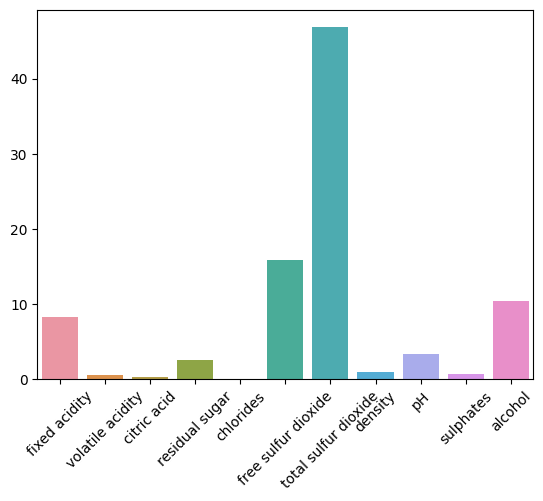 40
30
20
10
0
fixed acidity
volatile acidity
citric acid
residual sugar
chlorides
free sulfur dioxide
total sulfur dioxide
density
pH
sulphates
alcohol